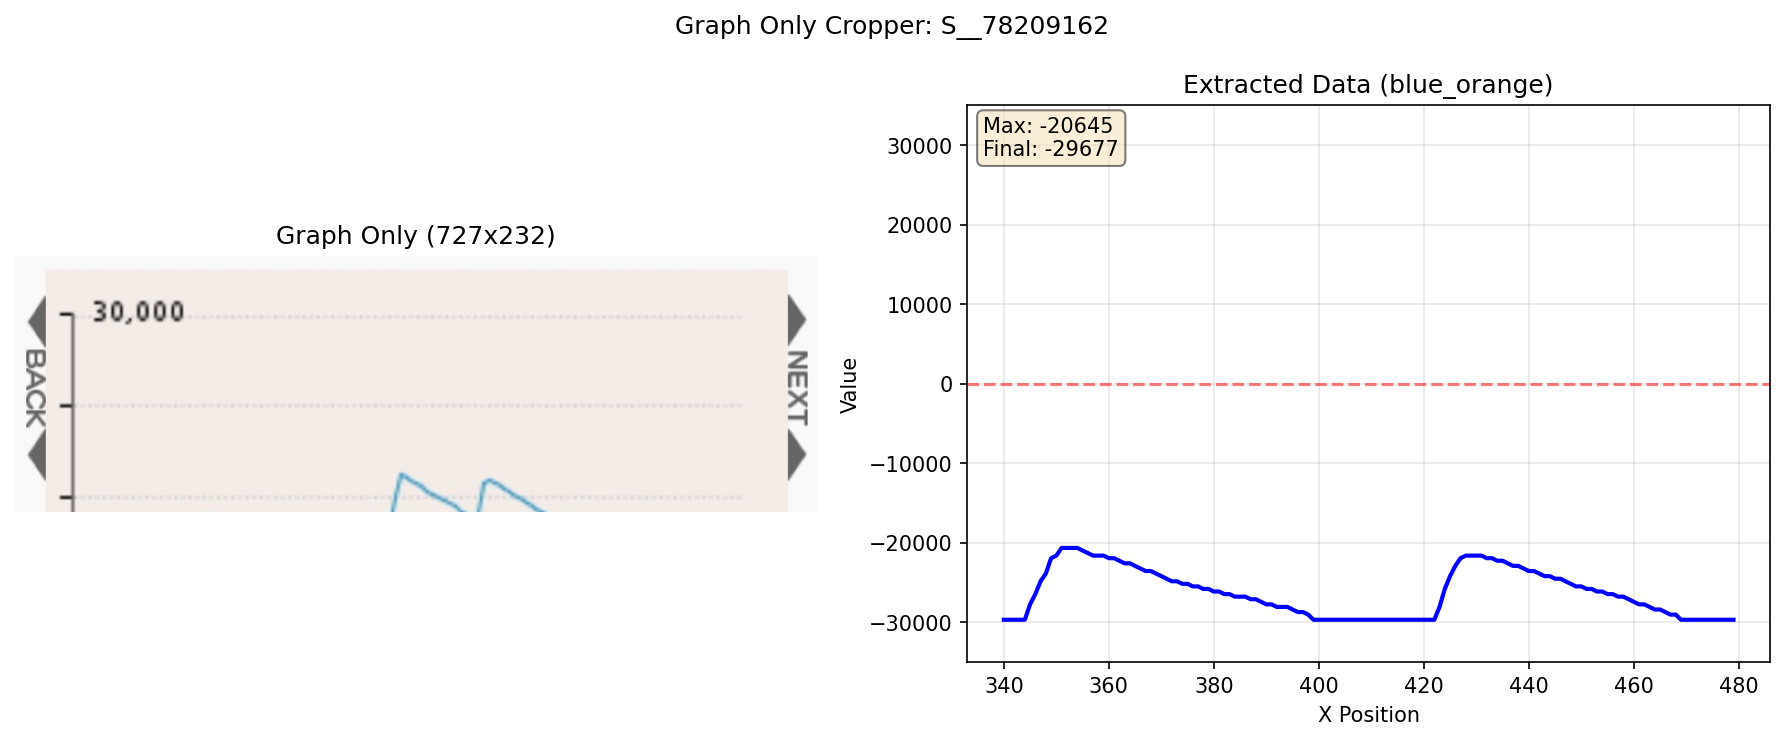 Graph Only Cropper: S__78209162
Graph Only (727x232)
30,000
BACK
NEXT
Extracted Data (blue_orange)
Max: -20645
Final: -29677
Value
30000
20000
10000
0
−10000
−20000
−30000
340 360 380 400 420 440 460 480
X Position